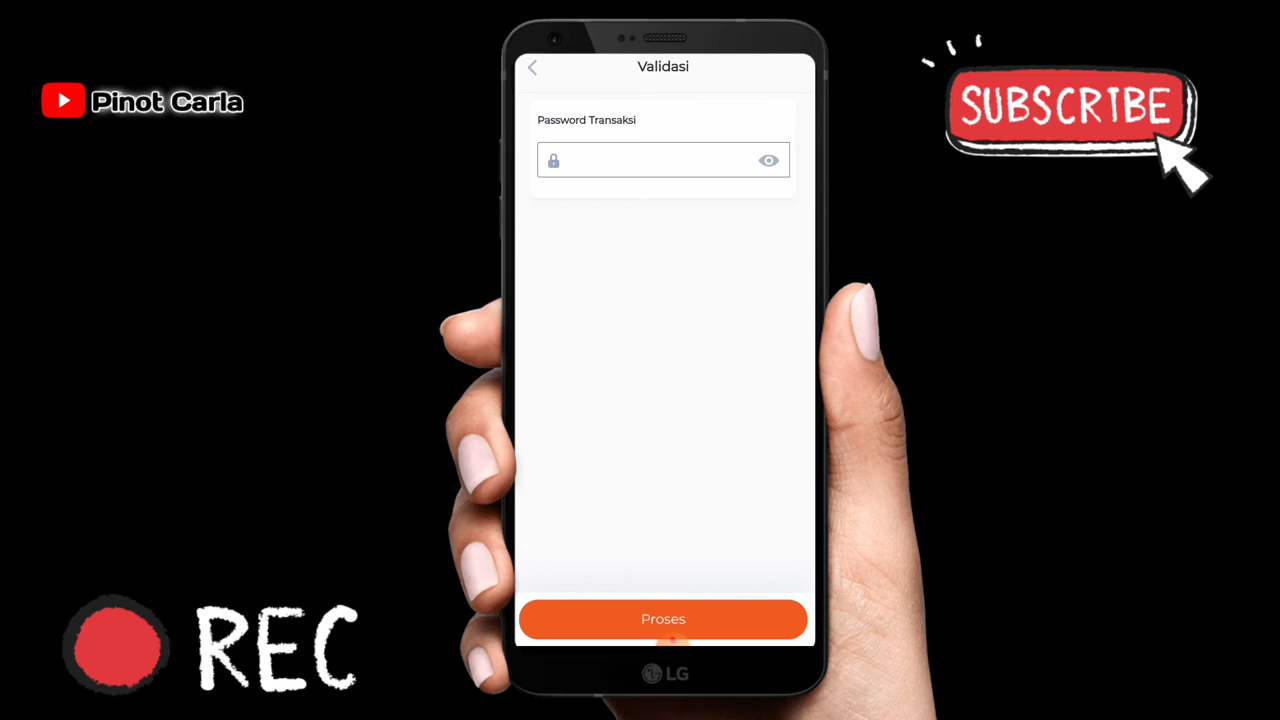 Pinot Carla
SUBSCRIBE
Validasi
Password Transaksi
Proses
LG
REC